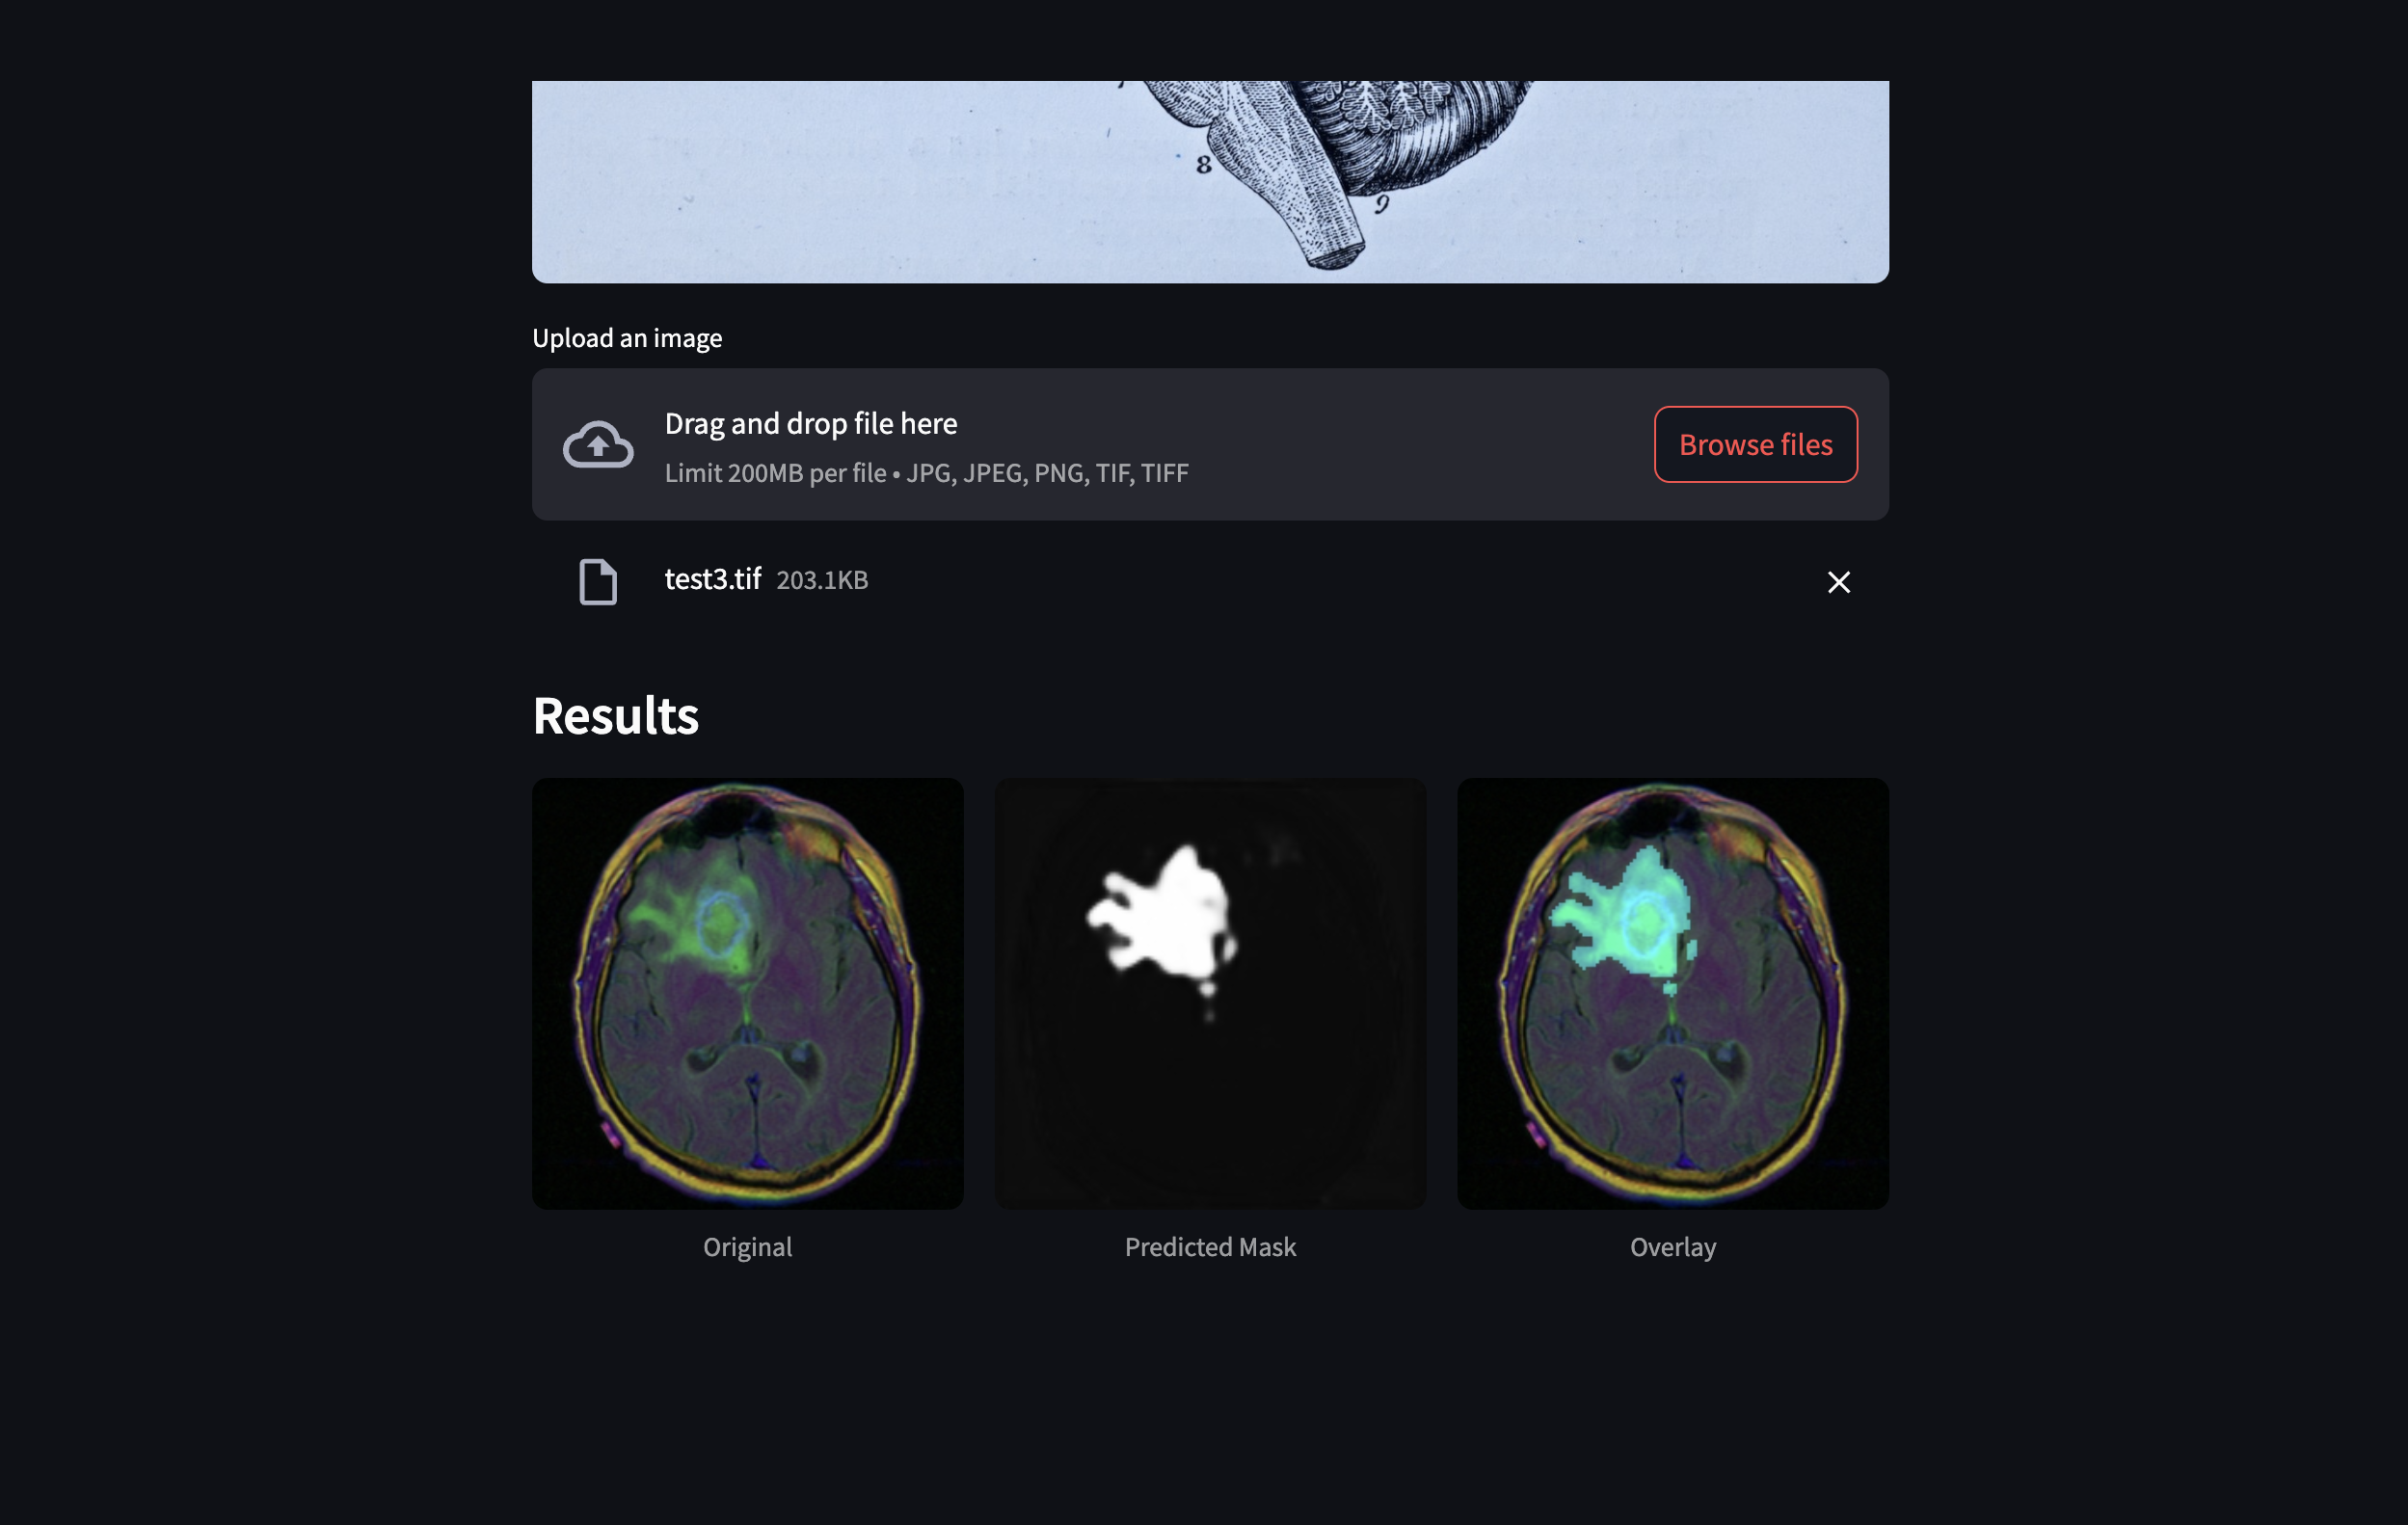 8
9
Upload an image
Drag and drop file here
Limit 200MB per file • JPG, JPEG, PNG, TIF, TIFF
Browse files
test3.tif 203.1KB
Results
Original
Predicted Mask
Overlay